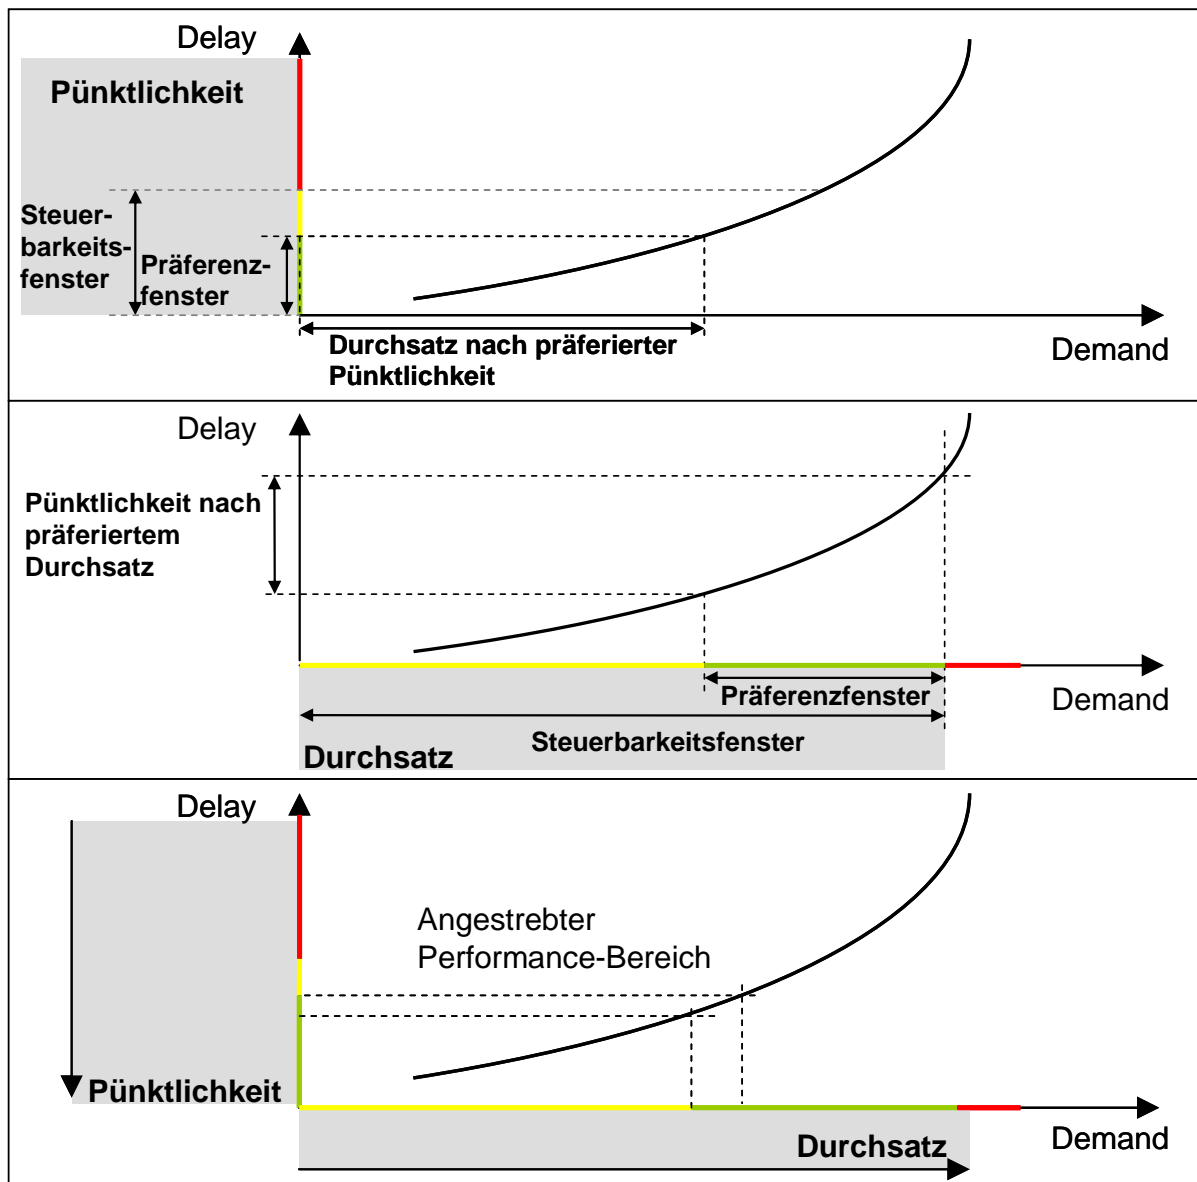 Delay
Pünktlichkeit
Steuer-
barkeits-
fenster
Präferenz-
fenster
Durchsatz nach präferierter
Pünktlichkeit
Demand
Delay
Pünktlichkeit nach
präferiertem
Durchsatz
Präferenzfenster
Demand
Steuerbarkeitsfenster
Durchsatz
Delay
Angestrebter
Performance-Bereich
Pünktlichkeit
Durchsatz
Demand